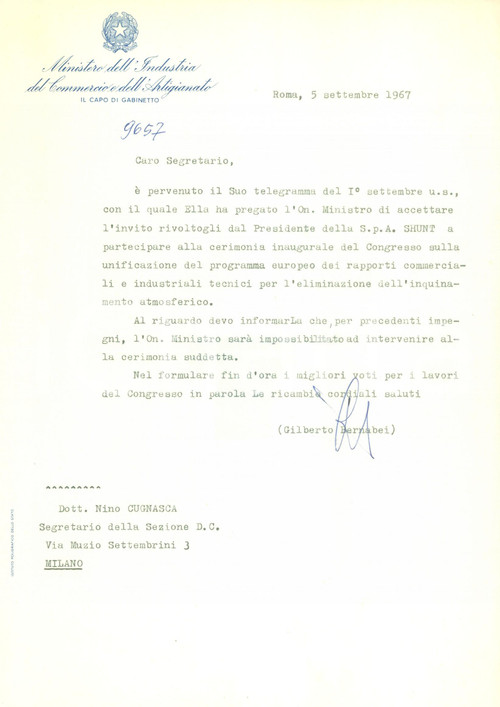 Ministero dell'Industria
del Commercio e dell'Artigianato
IL CAPO DI GABINETTO
Roma, 5 settembre 1967
9657
Caro Segretario,
è pervenuto il Suo telegramma del I° settembre u.s.,
con il quale Ella ha pregato l'On. Ministro di accettare
l'invito rivoltogli dal Presidente della S.p.A. SHUNT a
partecipare alla cerimonia inaugurale del Congresso sulla
unificazione del programma europeo dei rapporti commercia-
li e industriali tecnici per l'eliminazione dell'inquina-
mento atmosferico.
Al riguardo devo informarLa che, per precedenti impe-
gni, l'On. Ministro sarà impossibilitato ad intervenire al-
lla cerimonia suddetta.
Nel formulare fin d'ora i migliori voti per i lavori
del Congresso in parola Le ricambio cordiali saluti
(Gilberto Bernabei)
^^^^^^^^^
Dott. Nino CUGNASCA
Segretario della Sezione D.C.
Via Muzio Settembrini 3
MILANO